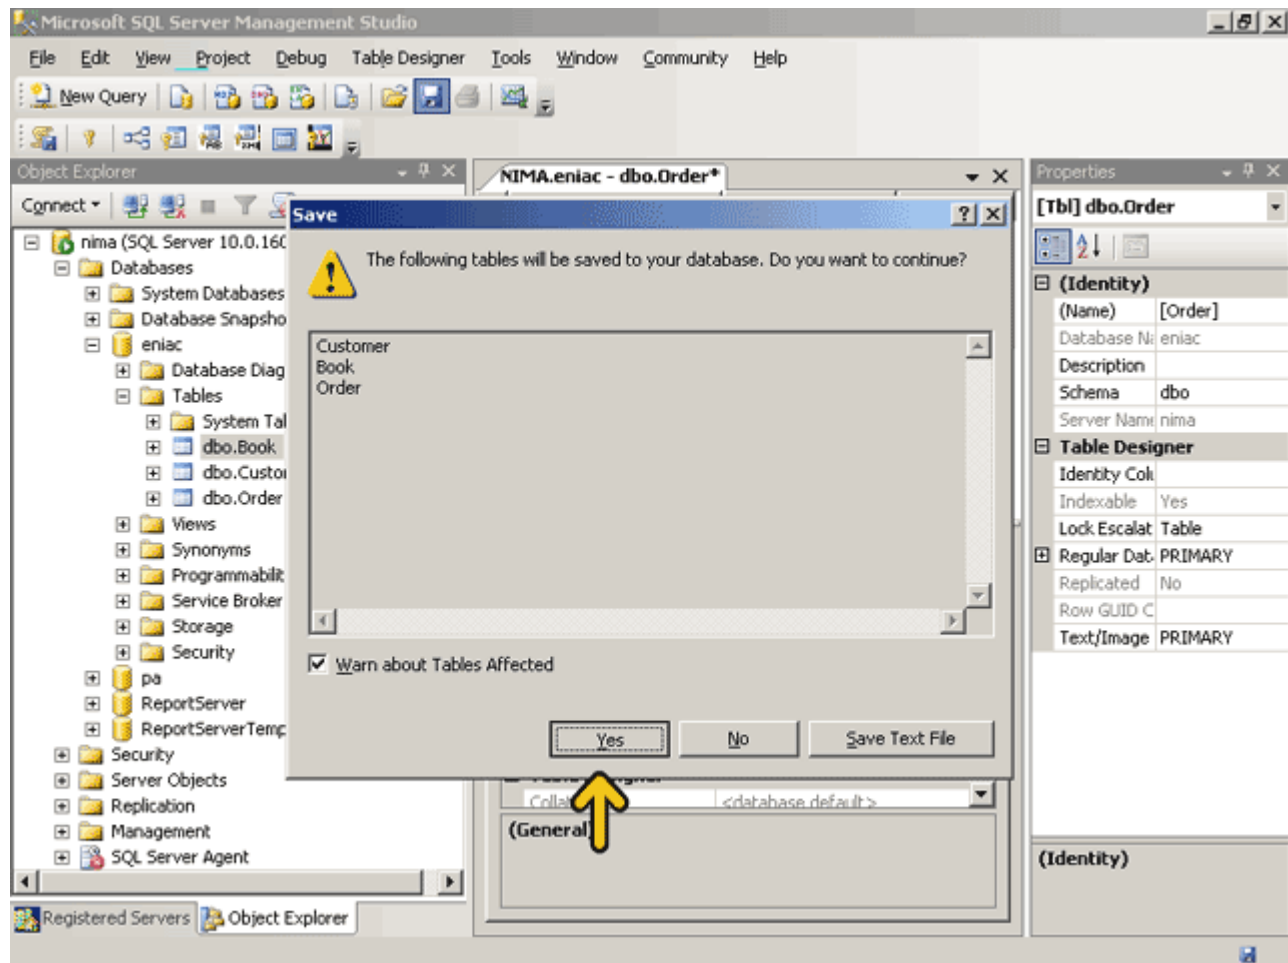 Microsoft SQL Server Management Studio
File Edit View Project Debug Table Designer Tools Window Community Help
New Query
Object Explorer
Connect
nima (SQL Server 10.0.160
Databases
System Databases
Database Snapsho
eniac
Database Diag
Tables
System Tal
dbo.Book
dbo.Custo
dbo.Order
Views
Synonyms
Programmabilit
Service Broker
Storage
Security
pa
ReportServer
ReportServerTemp
Security
Server Objects
Replication
Management
SQL Server Agent
Registered Servers Object Explorer
NIMA.eniac - dbo.Order*
Save
The following tables will be saved to your database. Do you want to continue?
Customer
Book
Order
Warn about Tables Affected
Yes No Save Text File
Colla <database default>
(General)
Properties
[Tbl] dbo.Order
(Identity)
(Name) [Order]
Database Na eniac
Description
Schema dbo
Server Name nima
Table Designer
Identity Colu
Indexable Yes
Lock Escalat Table
Regular Dat PRIMARY
Replicated No
Row GUID C
Text/Image PRIMARY
(Identity)